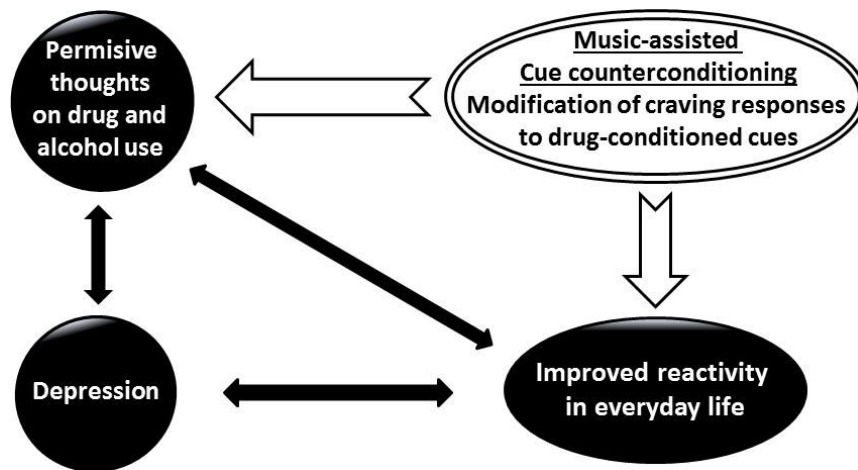 Permisive
thoughts
on drug and
alcohol use
Music-assisted
Cue counterconditioning
Modification of craving responses
to drug-conditioned cues
Depression
Improved reactivity
in everyday life